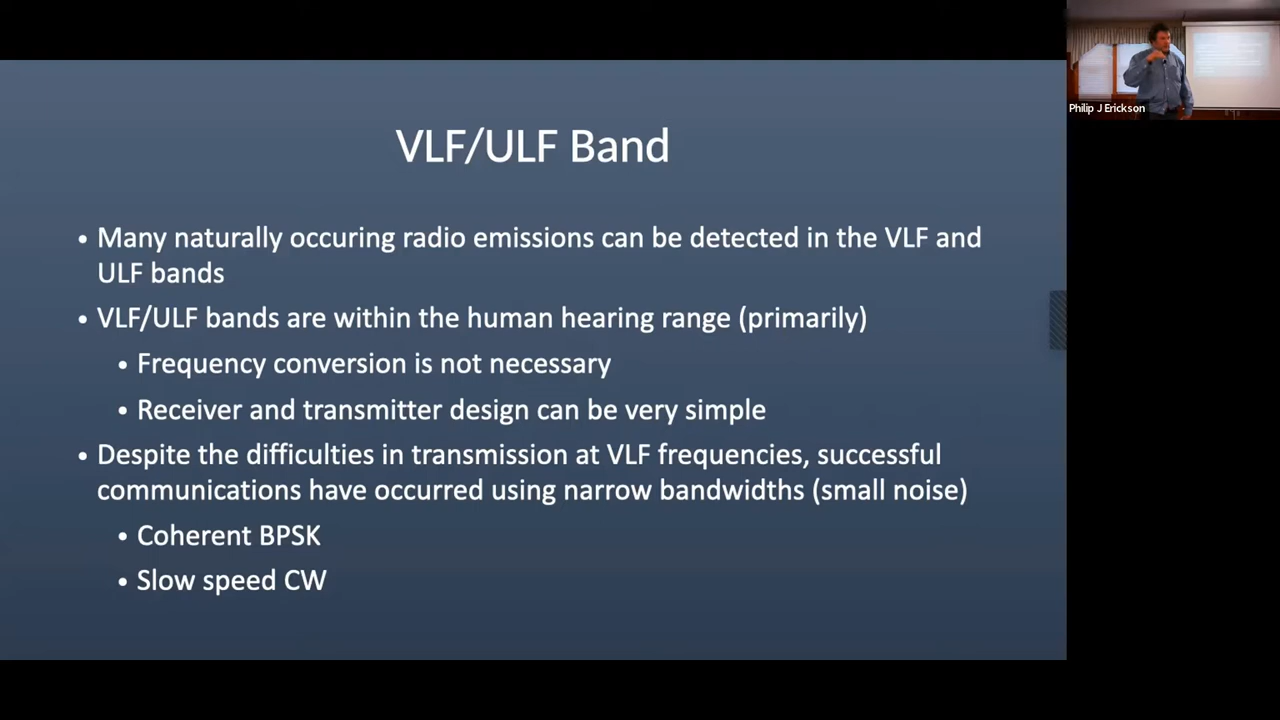 VLF/ULF Band
• Many naturally occuring radio emissions can be detected in the VLF and
ULF bands
• VLF/ULF bands are within the human hearing range (primarily)
• Frequency conversion is not necessary
• Receiver and transmitter design can be very simple
• Despite the difficulties in transmission at VLF frequencies, successful
communications have occurred using narrow bandwidths (small noise)
• Coherent BPSK
• Slow speed CW
Philip J Erickson